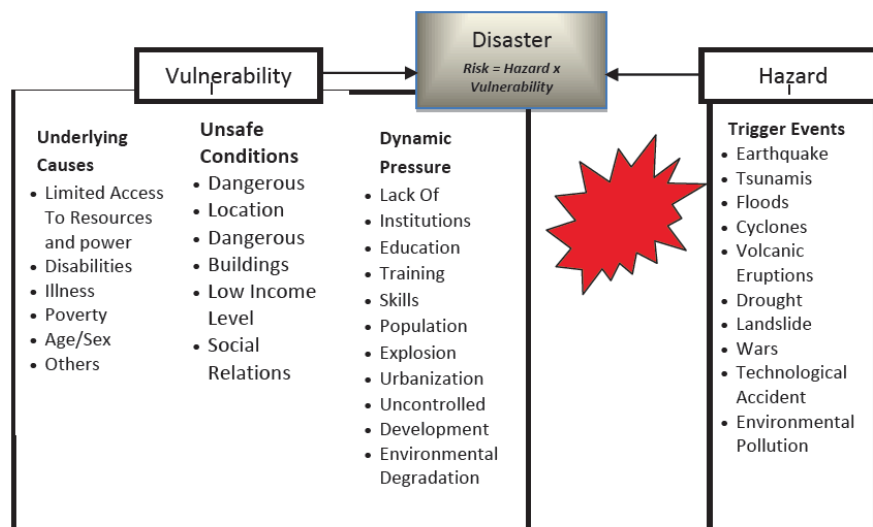 Disaster
Risk = Hazard x
Vulnerability
Vulnerability
Hazard
Underlying
Causes
• Limited Access
To Resources
and power
• Disabilities
• Illness
• Poverty
• Age/Sex
• Others
Unsafe
Conditions
• Dangerous
• Location
• Dangerous
• Buildings
• Low Income
Level
• Social
Relations
Dynamic
Pressure
• Lack Of
• Institutions
• Education
• Training
• Skills
• Population
• Explosion
• Urbanization
• Uncontrolled
• Development
• Environmental
Degradation
Trigger Events
• Earthquake
• Tsunamis
• Floods
• Cyclones
• Volcanic
Eruptions
• Drought
• Landslide
• Wars
• Technological
Accident
• Environmental
Pollution